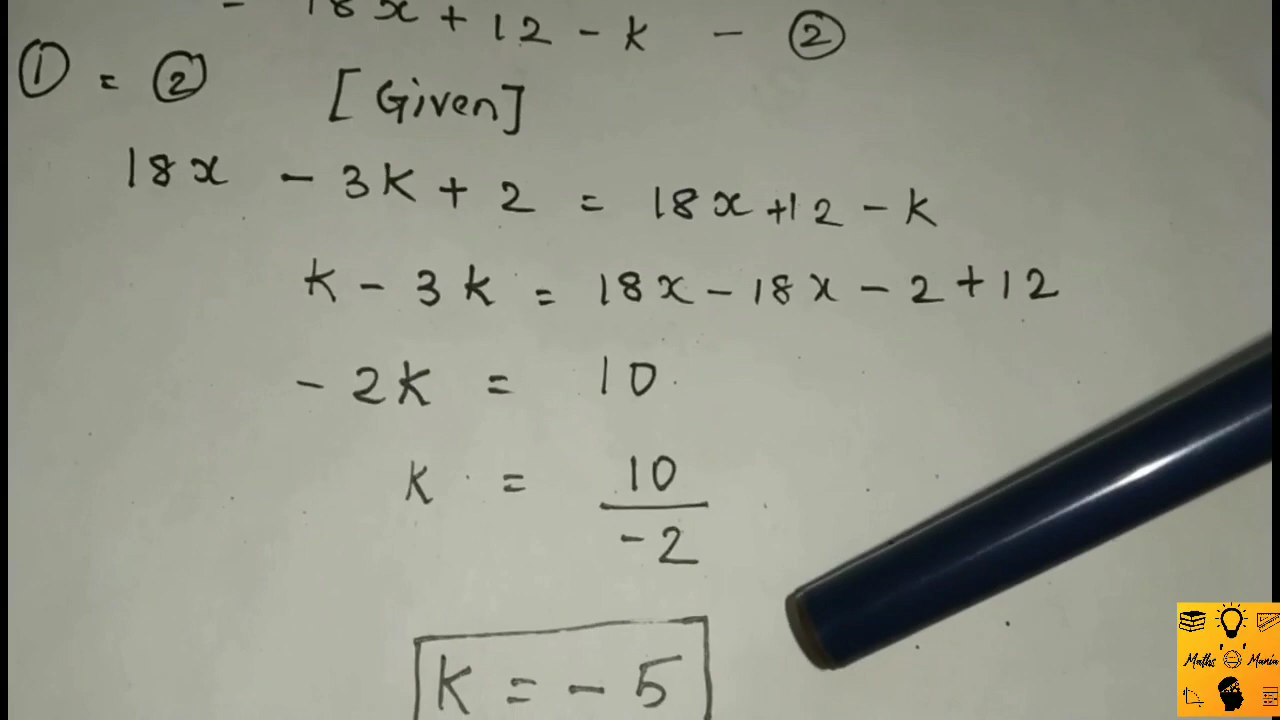 - 18x + 12 - k - ②
① = ② [Given]
18x - 3k + 2 = 18x + 12 - k
k - 3k = 18x - 18x - 2 + 12
- 2k = 10
k = 10
-2
k = - 5
Maths Mania